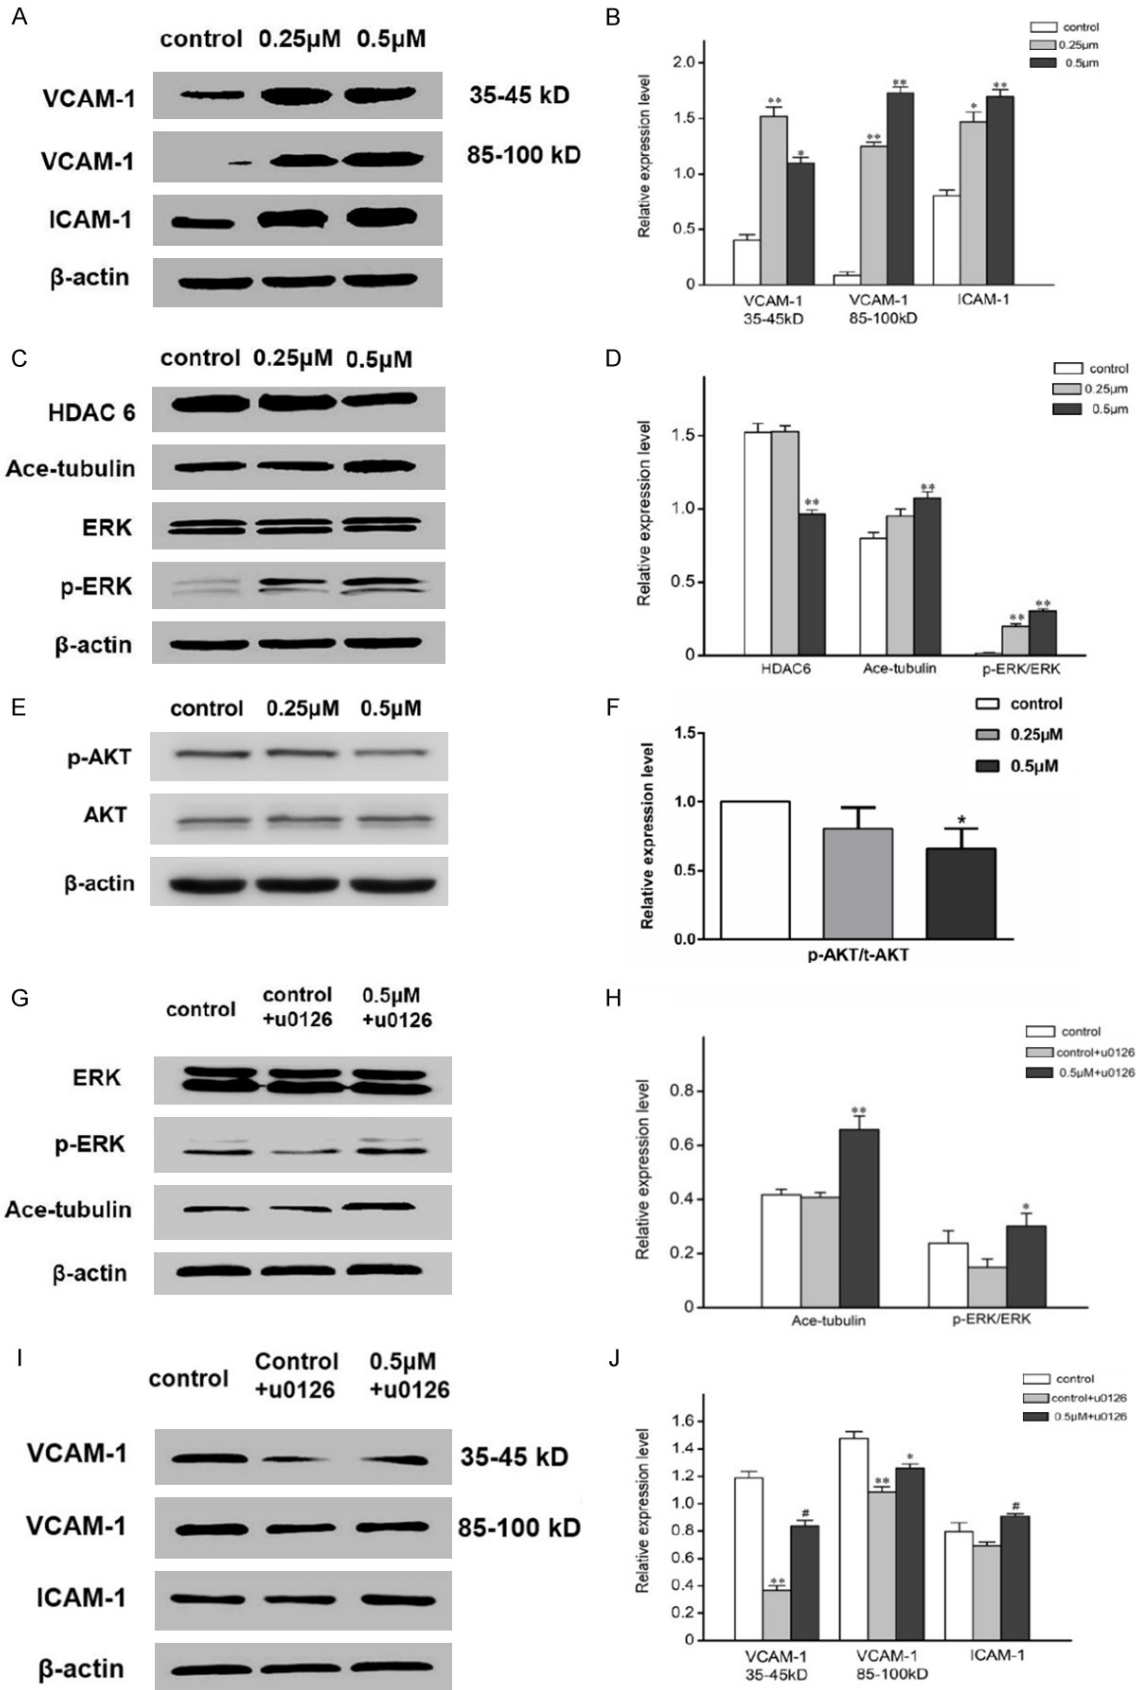 A
control 0.25μM 0.5μM
VCAM-1 35-45 kD
VCAM-1 85-100 kD
ICAM-1
β-actin
B
control
0.25μm
0.5μm
Relative expression level
2.0
1.5
1.0
0.5
0
** * ** ** * **
VCAM-1 VCAM-1 ICAM-1
35-45kD 85-100kD
C
control 0.25μM 0.5μM
HDAC 6
Ace-tubulin
ERK
p-ERK
β-actin
D
control
0.25μm
0.5μm
Relative expression level
1.5
1.0
0.5
0
** ** ** **
HDAC6 Ace-tubulin p-ERK/ERK
E
control 0.25μM 0.5μM
p-AKT
AKT
β-actin
F
control
0.25μM
0.5μM
Relative expression level
1.5
1.0
0.5
0.0
*
p-AKT/t-AKT
G
control control 0.5μM
+u0126 +u0126
ERK
p-ERK
Ace-tubulin
β-actin
H
control
control+u0126
0.5μM+u0126
Relative expression level
0.8
0.6
0.4
0.2
0
** *
Ace-tubulin p-ERK/ERK
I
control Control 0.5μM
+u0126 +u0126
VCAM-1 35-45 kD
VCAM-1 85-100 kD
ICAM-1
β-actin
J
control
control+u0126
0.5μM+u0126
Relative expression level
1.6
1.4
1.2
1.0
0.8
0.6
0.4
0.2
0
** # ** * #
VCAM-1 VCAM-1 ICAM-1
35-45kD 85-100kD